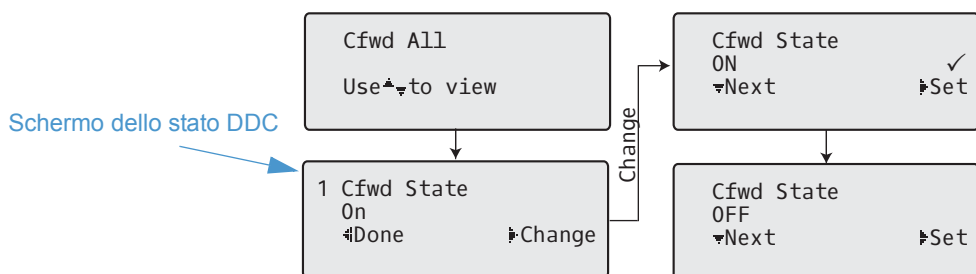 Cfwd All
Use to view
Schermo dello stato DDC
1 Cfwd State
On
Done Change
Change
Cfwd State
ON ✓
Next Set
Cfwd State
OFF
Next Set